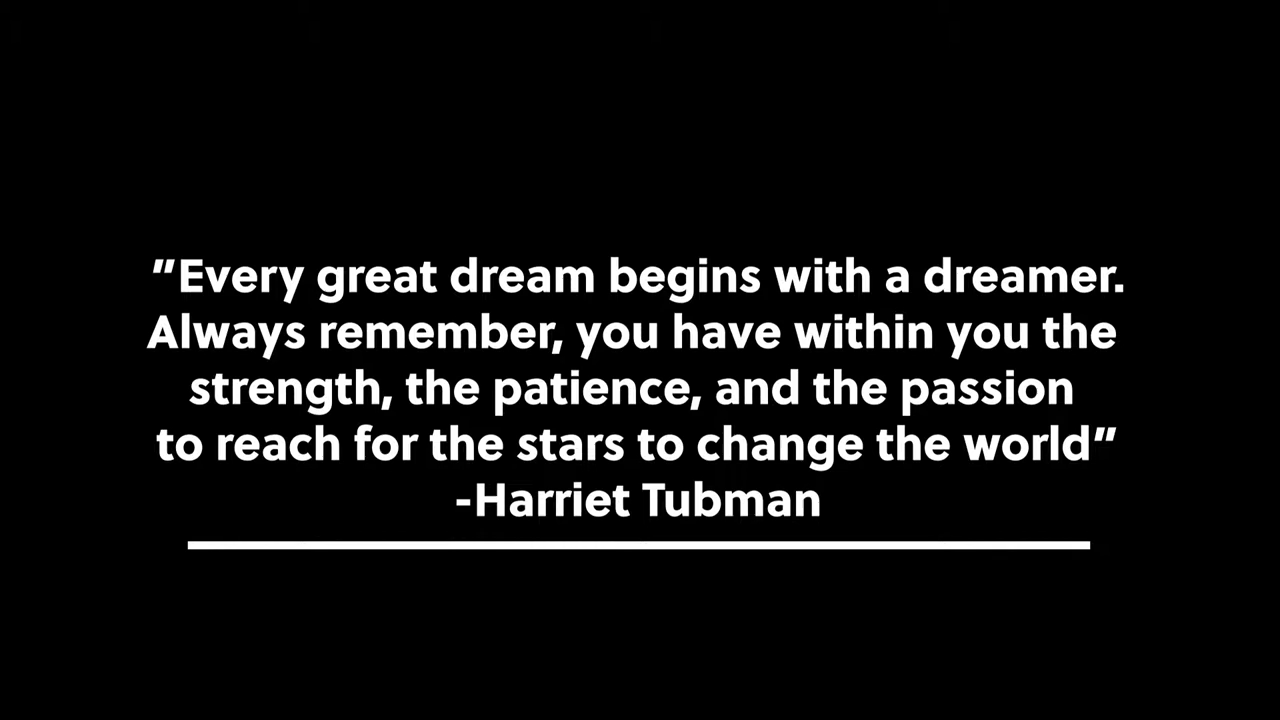 "Every great dream begins with a dreamer.
Always remember, you have within you the
strength, the patience, and the passion
to reach for the stars to change the world"
-Harriet Tubman